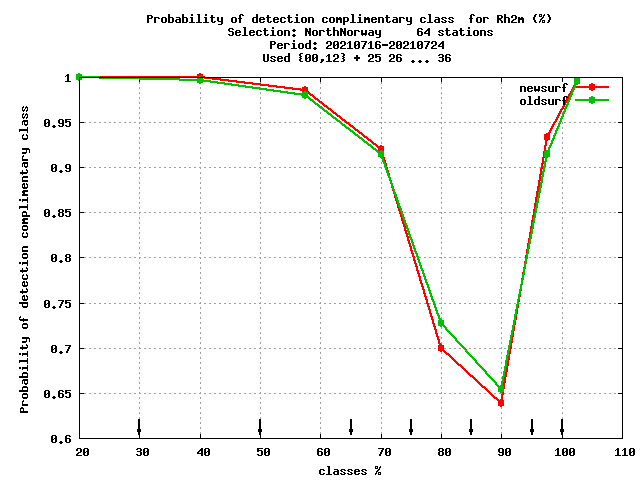 Probability of detection complimentary class  for Rh2m (%)
Selection: NorthNorway     64 stations
Period: 20210716-20210724
Used {00,12} + 25 26 ... 36
newsurf
oldsurf
Probability of detection complimentary class
1
0.95
0.9
0.85
0.8
0.75
0.7
0.65
0.6
20 30 40 50 60 70 80 90 100 110
classes %